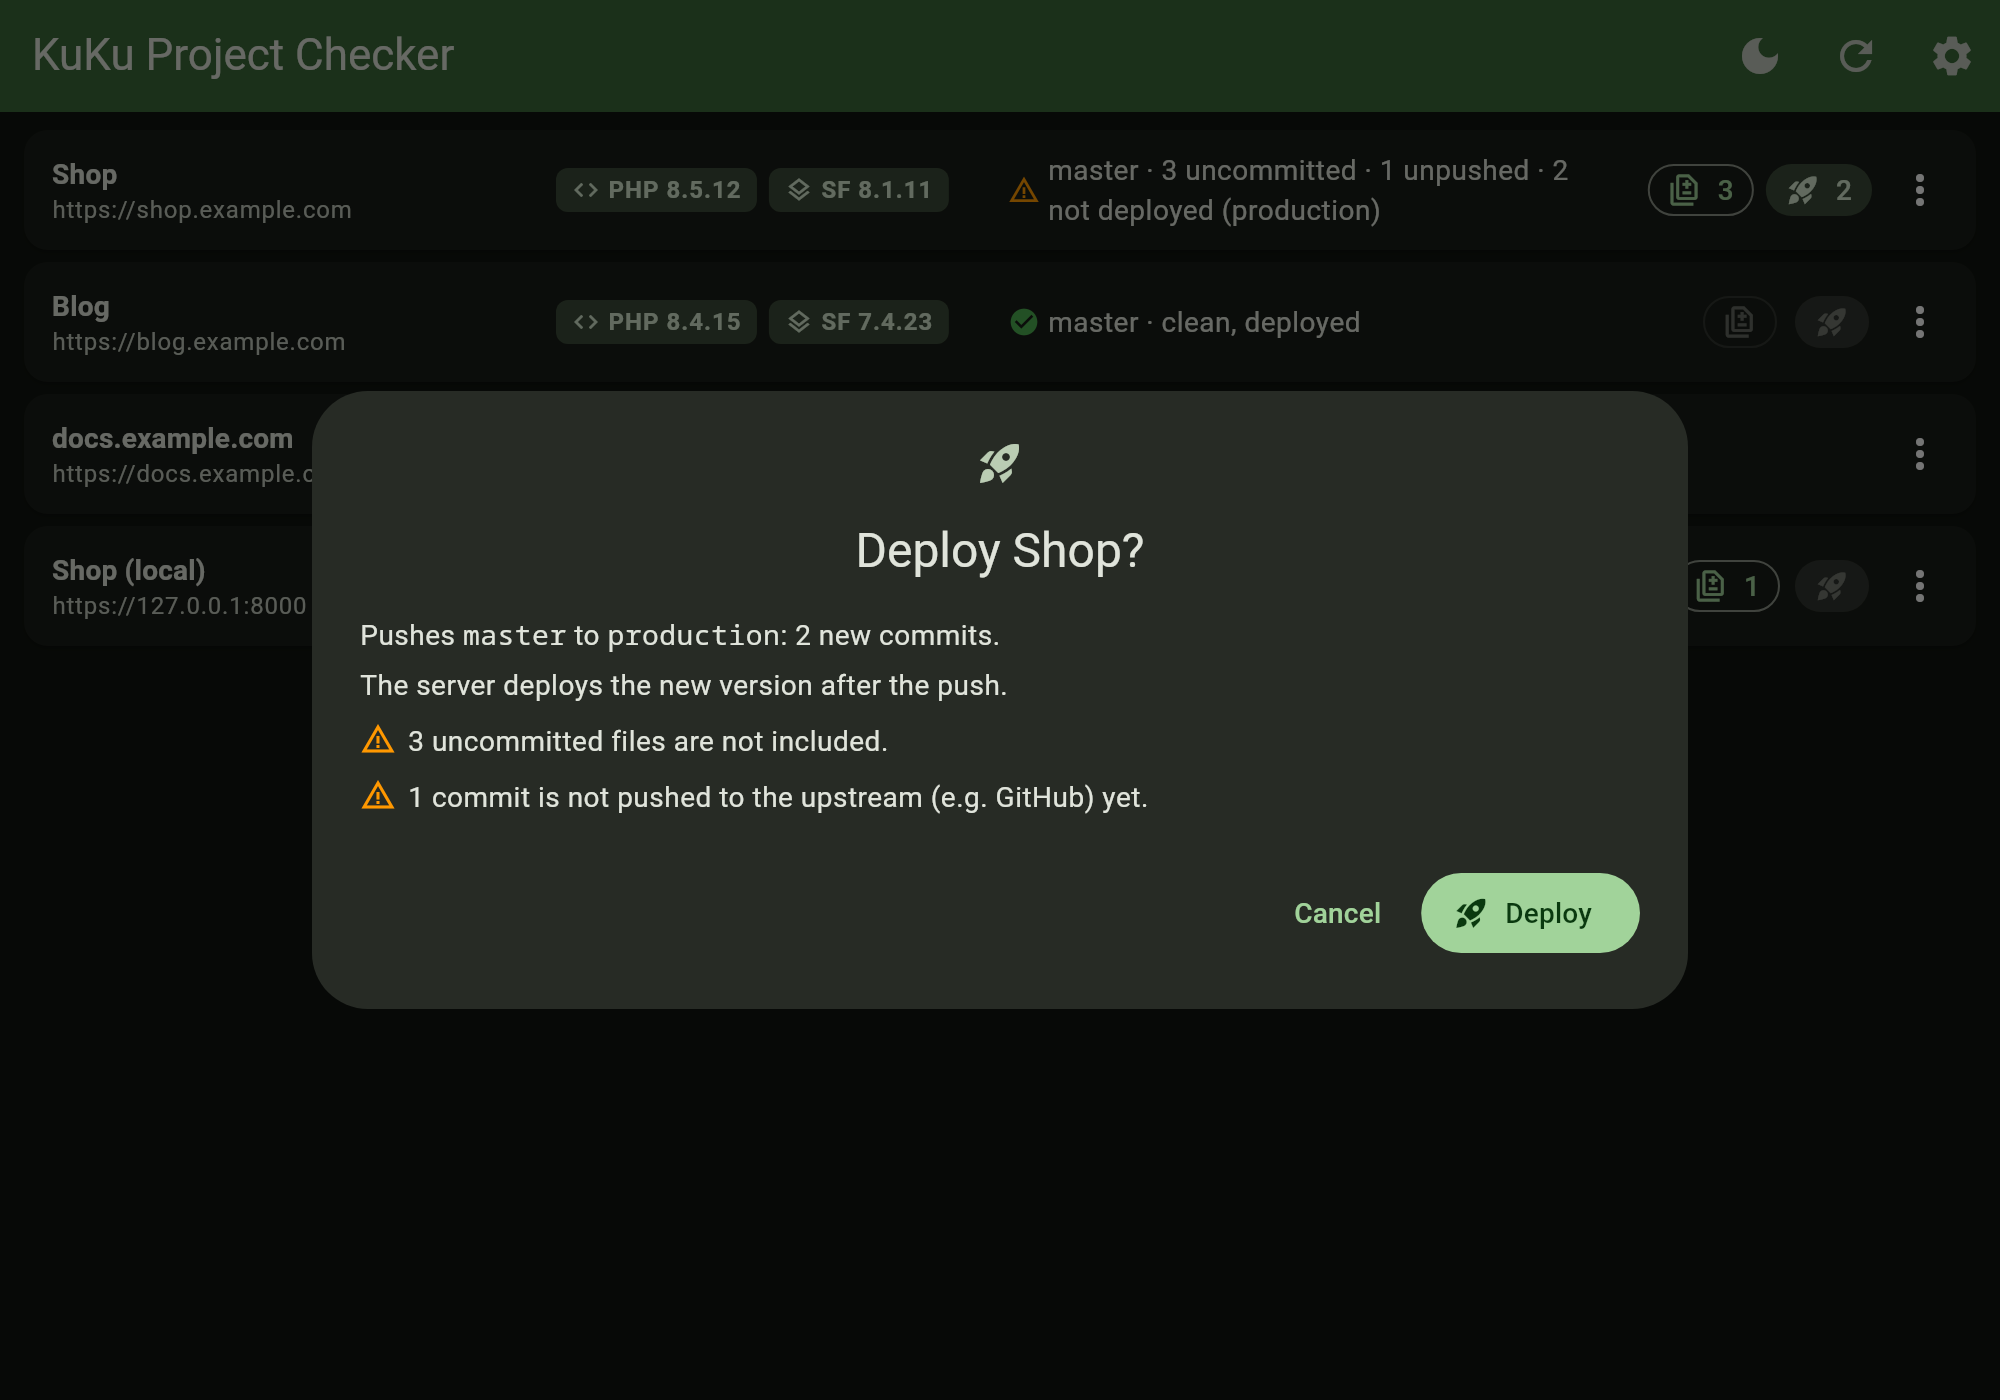 KuKu Project Checker
Shop
https://shop.example.com
PHP 8.5.12
SF 8.1.11
master · 3 uncommitted · 1 unpushed · 2
not deployed (production)
3
2
Blog
https://blog.example.com
PHP 8.4.15
SF 7.4.23
master · clean, deployed
docs.example.com
https://docs.example.c
Shop (local)
https://127.0.0.1:8000
1
Deploy Shop?
Pushes master to production: 2 new commits.
The server deploys the new version after the push.
3 uncommitted files are not included.
1 commit is not pushed to the upstream (e.g. GitHub) yet.
Cancel
Deploy